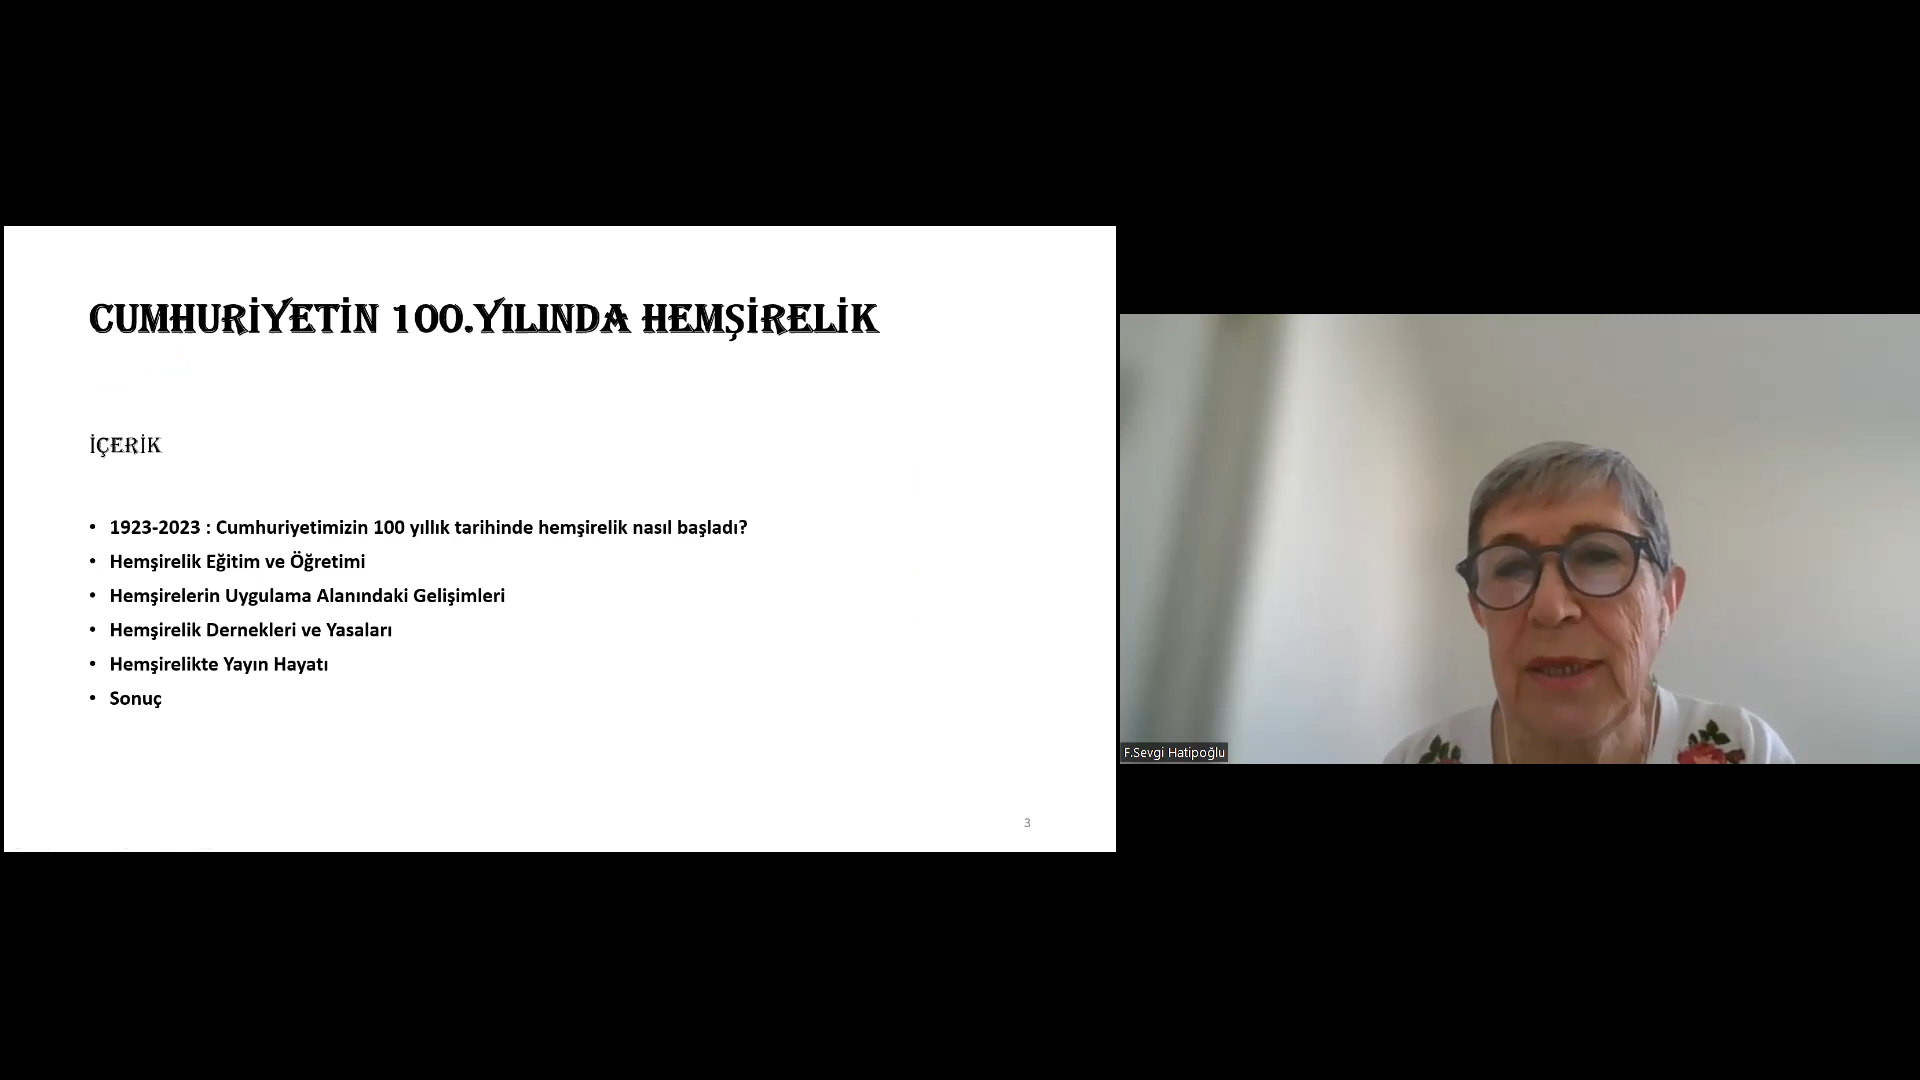 CUMHURİYETİN 100.YILINDA HEMŞİRELİK
İÇERİK
• 1923-2023 : Cumhuriyetimizin 100 yıllık tarihinde hemşirelik nasıl başladı?
• Hemşirelik Eğitim ve Öğretimi
• Hemşirelerin Uygulama Alanındaki Gelişimleri
• Hemşirelik Dernekleri ve Yasaları
• Hemşirelikte Yayın Hayatı
• Sonuç
3
F.Sevgi Hatipoğlu